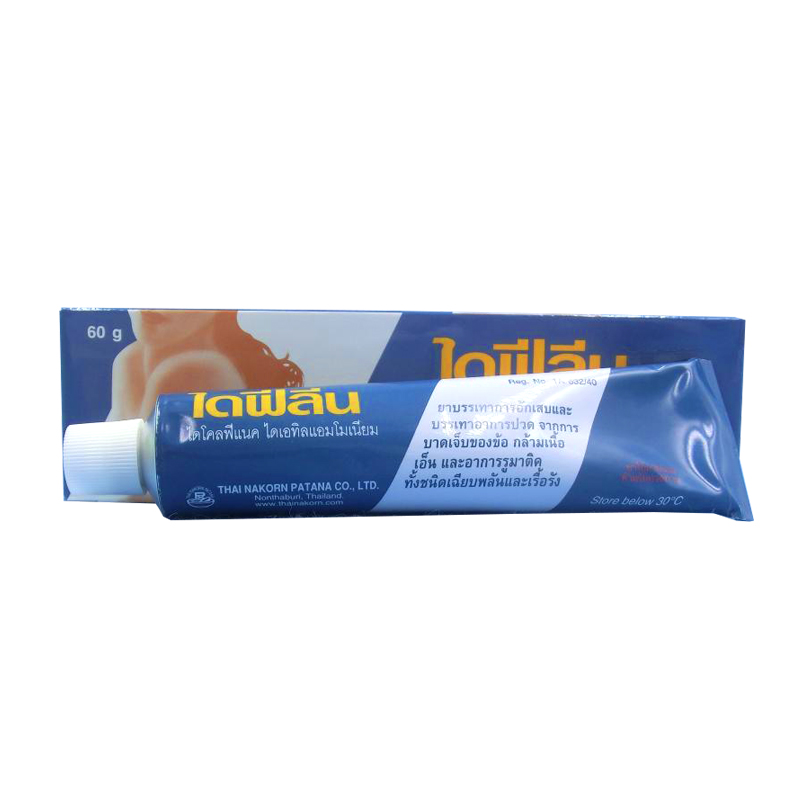 60 g
ไดฟีลีน
ไดฟีลีน
ไดโคลฟีแนค ไดเอทิลแอมโมเนียม
THAI NAKORN PATANA CO., LTD.
Nonthaburi, Thailand.
www.thainakorn.com
Reg. No. 1A 632/40
ยาบรรเทาการอักเสบและ
บรรเทาอาการปวด จากการ
บาดเจ็บของข้อ กล้ามเนื้อ
เอ็น และอาการรูมาติค
ทั้งชนิดเฉียบพลันและเรื้อรัง
Store below 30°C